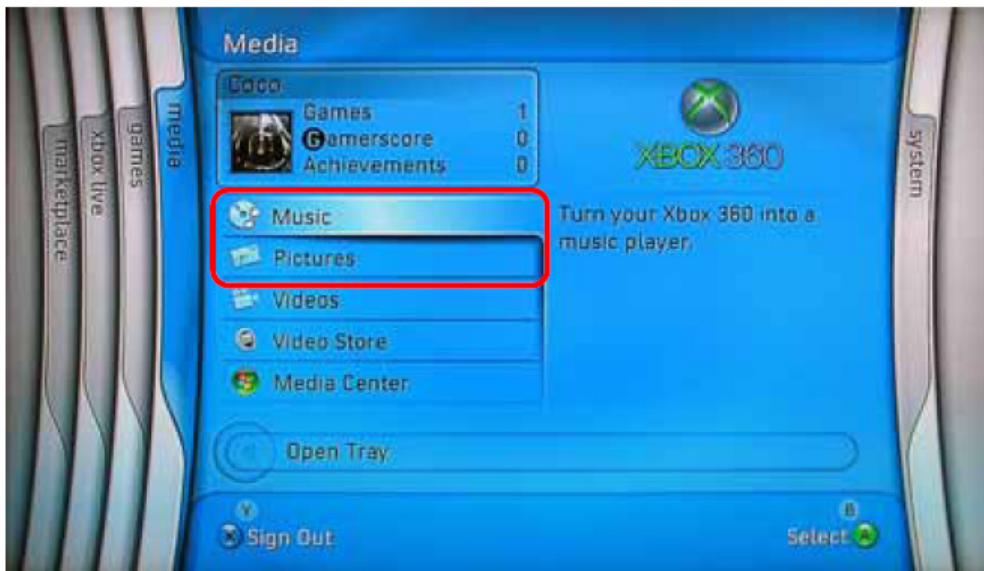 Media
marketplace
xbox live
games
media
Coco
Games 1
Gamerscore 0
Achievements 0
Music
Pictures
Videos
Video Store
Media Center
Open Tray
XBOX 360
Turn your Xbox 360 into a
music player.
system
Y
X Sign Out
B
Select A